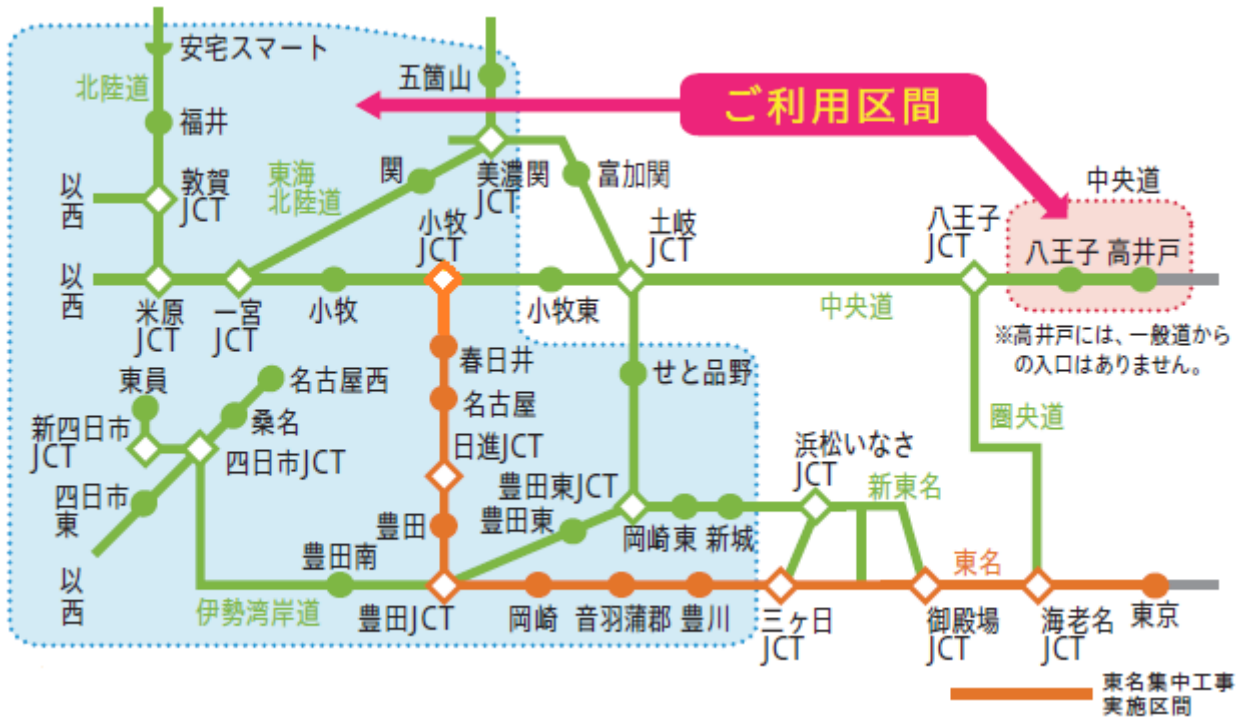 安宅スマート
北陸道
五箇山
ご利用区間
福井
以西
敦賀
JCT
東海
北陸道
関
美濃関
JCT
富加関
中央道
小牧
JCT
土岐
JCT
八王子
JCT
八王子
高井戸
以西
米原
JCT
一宮
JCT
小牧
小牧東
中央道
※高井戸には、一般道から
の入口はありません。
春日井
せと品野
東員
名古屋西
名古屋
圏央道
新四日市
JCT
桑名
四日市JCT
日進JCT
浜松いなさ
JCT
四日市
東
豊田東JCT
新東名
豊田
豊田東
岡崎東
新城
以西
豊田南
東名
伊勢湾岸道
豊田JCT
岡崎
音羽蒲郡
豊川
三ヶ日
JCT
御殿場
JCT
海老名
JCT
東京
東名集中工事
実施区間